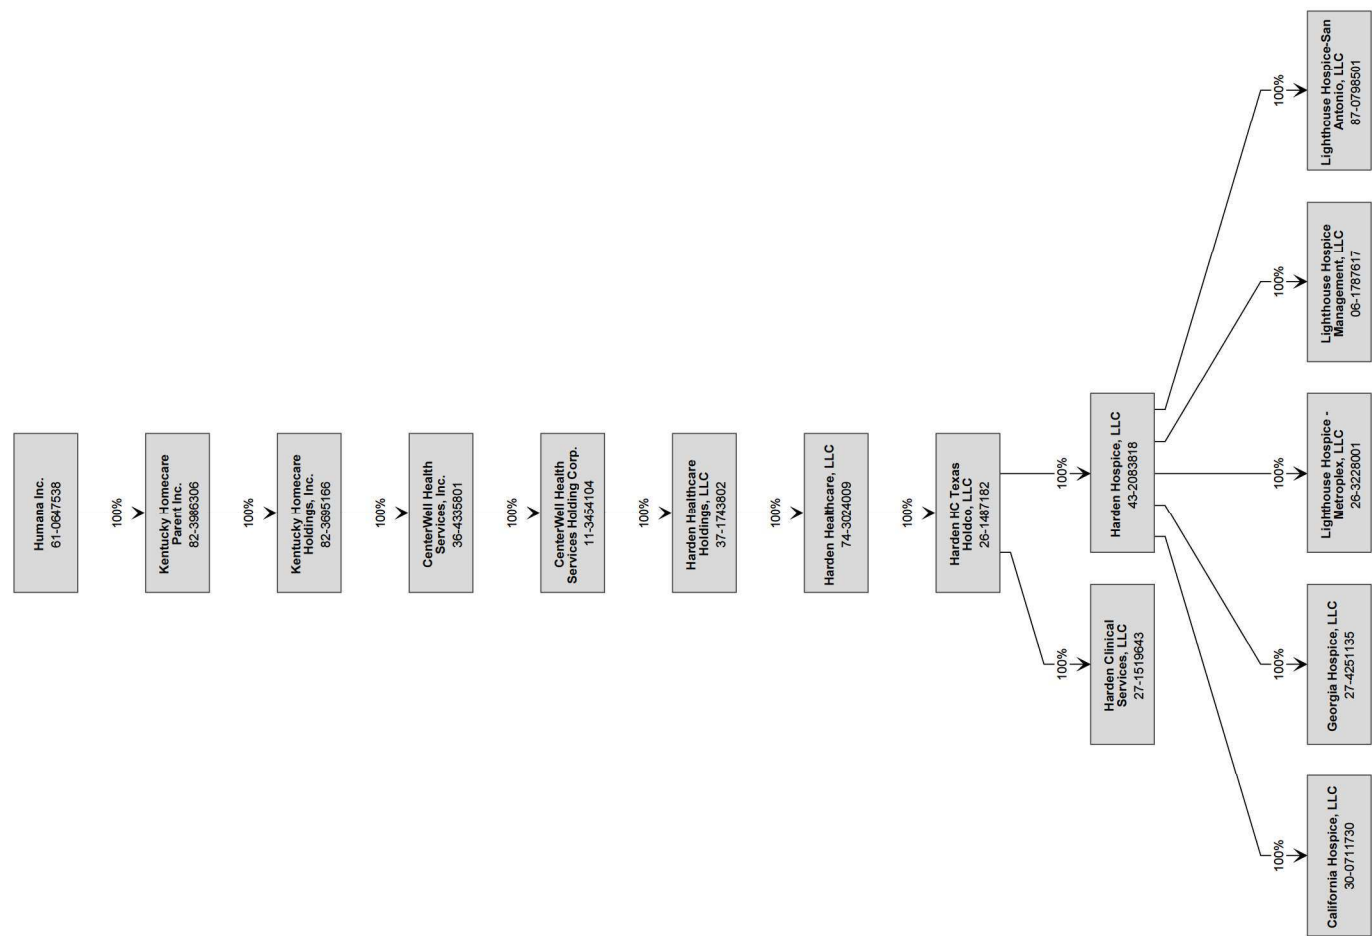 Humana Inc.
61-0647538
100%
Kentucky Homecare
Parent Inc.
82-3986306
100%
Kentucky Homecare
Holdings, Inc.
82-3695166
100%
CenterWell Health
Services, Inc.
36-4335801
100%
CenterWell Health
Services Holding Corp.
11-3454104
100%
Harden Healthcare
Holdings, LLC
37-1743802
100%
Harden Healthcare, LLC
74-3024009
100%
Harden HC Texas
Holdco, LLC
26-1487182
100%
Harden Clinical
Services, LLC
27-1519643
100%
Harden Hospice, LLC
43-2083818
100%
California Hospice, LLC
30-0711730
100%
Georgia Hospice, LLC
27-4251135
100%
Lighthouse Hospice -
Metroplex, LLC
26-3228001
100%
Lighthouse Hospice
Management, LLC
06-1787617
100%
Lighthouse Hospice-San
Antonio, LLC
87-0798501